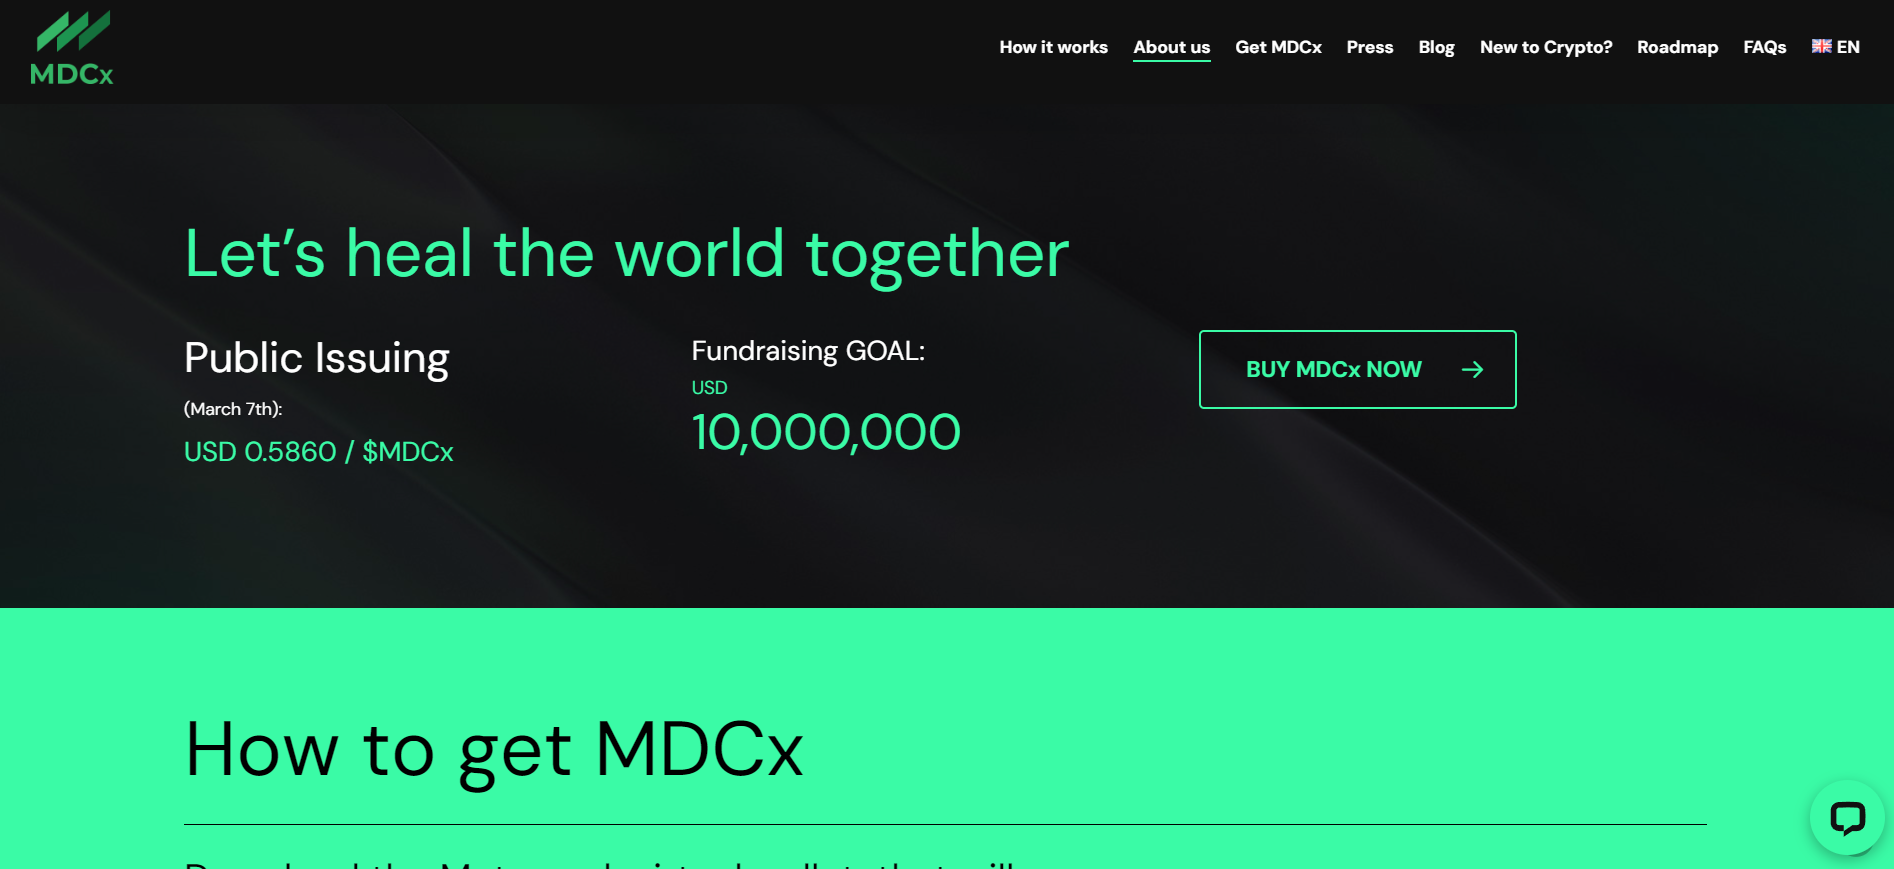 MDCx
How it works
About us
Get MDCx
Press
Blog
New to Crypto?
Roadmap
FAQs
EN
Let's heal the world together
Public Issuing
(March 7th):
USD 0.5860 / $MDCx
Fundraising GOAL:
USD
10,000,000
BUY MDCx NOW
How to get MDCx